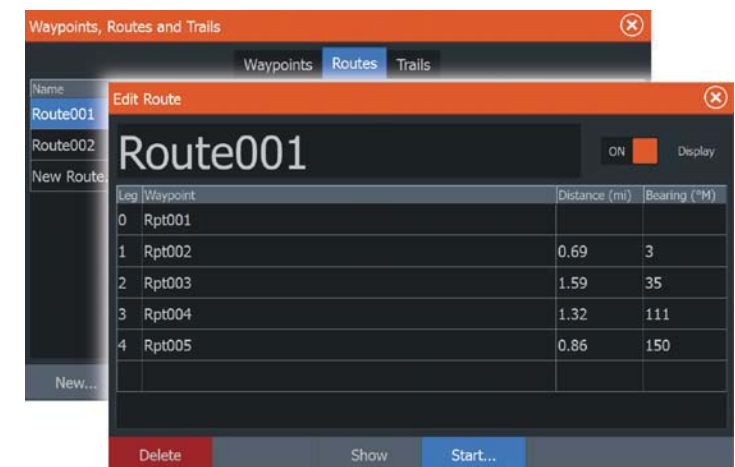 Waypoints, Routes and Trails
Waypoints Routes Trails
Name
Route001
Route002
New Route.
New...
Edit Route
Route001 ON Display
Leg Waypoint Distance (mi) Bearing (°M)
0 Rpt001
1 Rpt002 0.69 3
2 Rpt003 1.59 35
3 Rpt004 1.32 111
4 Rpt005 0.86 150
Delete Show Start...